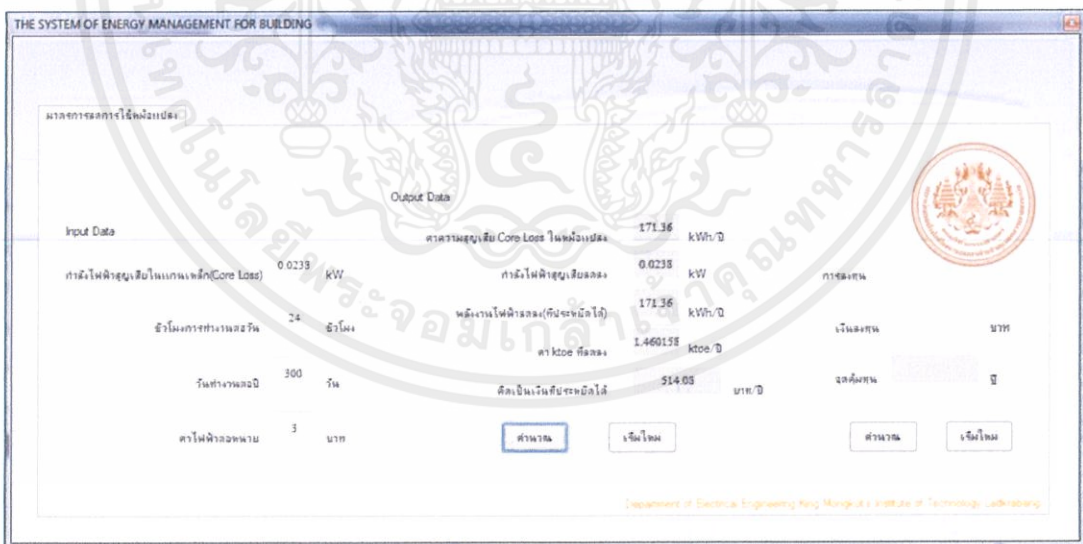 THE SYSTEM OF ENERGY MANAGEMENT FOR BUILDING
มาตรการลดการใช้หม้อแปลง
Output Data
Input Data
ค่าความสูญเสีย Core Loss ในหม้อแปลง 171.36 kWh/ปี
กำลังไฟฟ้าสูญเสียในแกนเหล็ก(Core Loss) 0.0238 kW
กำลังไฟฟ้าสูญเสียลดลง 0.0238 kW
การลงทุน
ชั่วโมงการทำงานต่อวัน 24 ชั่วโมง
พลังงานไฟฟ้าลดลง(ที่ประหยัดได้) 171.36 kWh/ปี
เงินลงทุน บาท
ค่า ktoe ที่ลดลง 1.460158 ktoe/ปี
วันทำงานต่อปี 300 วัน
คิดเป็นเงินที่ประหยัดได้ 514.08 บาท/ปี
จุดคุ้มทุน ปี
ค่าไฟฟ้าต่อหน่วย 3 บาท
คำนวณ
เริ่มใหม่
คำนวณ
เริ่มใหม่
Department of Electrical Engineering King Mongkut's Institute of Technology Ladkrabang